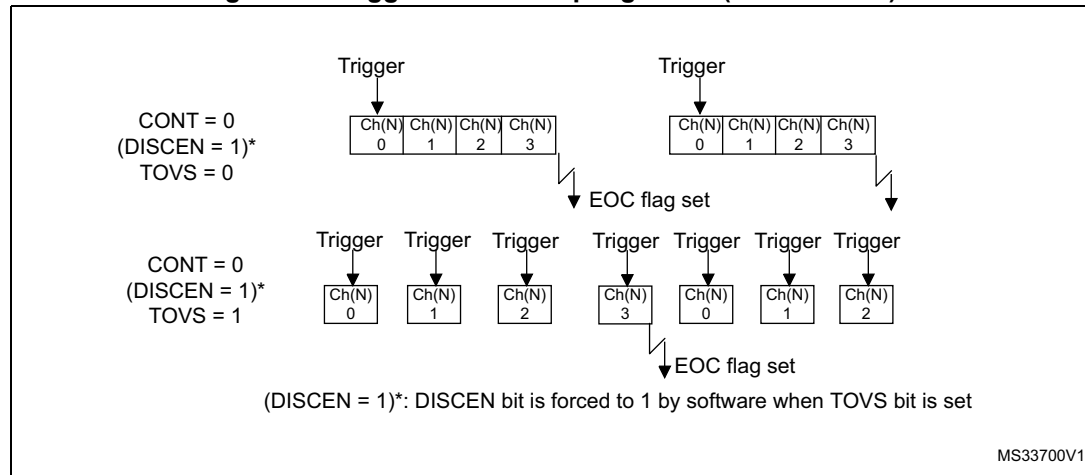 Trigger Trigger
CONT = 0
(DISCEN = 1)*
TOVS = 0
Ch(N) Ch(N) Ch(N) Ch(N) Ch(N) Ch(N) Ch(N) Ch(N)
0 1 2 3 0 1 2 3
EOC flag set
Trigger Trigger Trigger Trigger Trigger Trigger Trigger
CONT = 0
(DISCEN = 1)*
TOVS = 1
Ch(N) Ch(N) Ch(N) Ch(N) Ch(N) Ch(N) Ch(N)
0 1 2 3 0 1 2
EOC flag set
(DISCEN = 1)*: DISCEN bit is forced to 1 by software when TOVS bit is set
MS33700V1